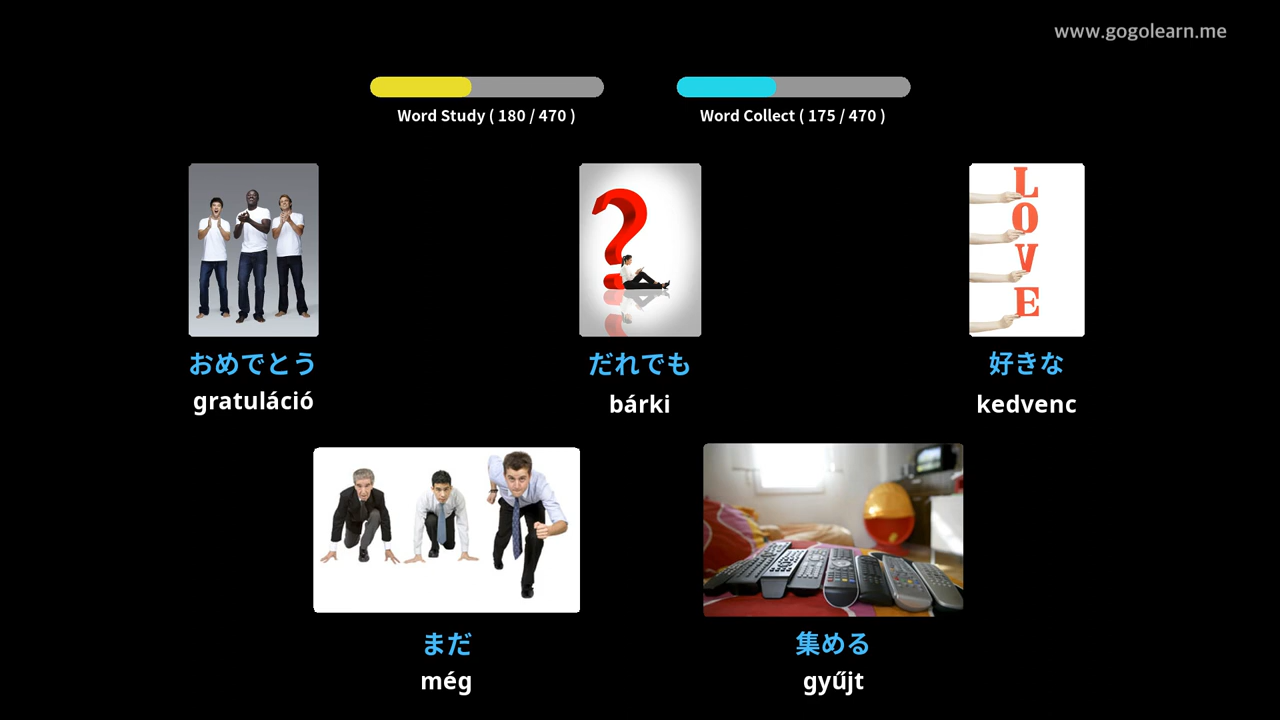 www.gogolearn.me
Word Study ( 180 / 470 )
Word Collect ( 175 / 470 )
L
O
V
E
おめでとう
だれでも
好きな
gratuláció
bárki
kedvenc
まだ
集める
még
gyűjt